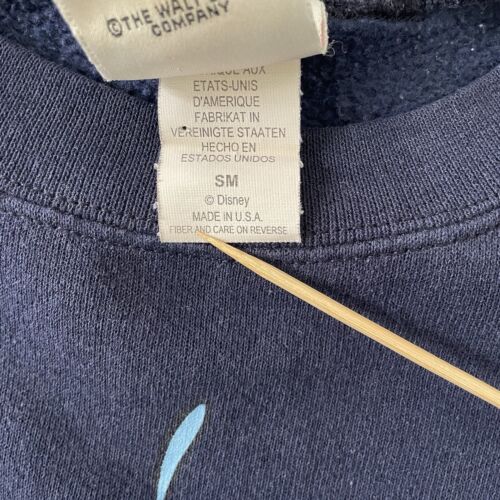 ©THE WALT
COMPANY
AUX
ETATS-UNIS
D'AMERIQUE
FABRIKAT IN
VEREINIGTE STAATEN
HECHO EN
ESTADOS UNIDOS
SM
© Disney
MADE IN U.S.A.
FIBER AND CARE ON REVERSE